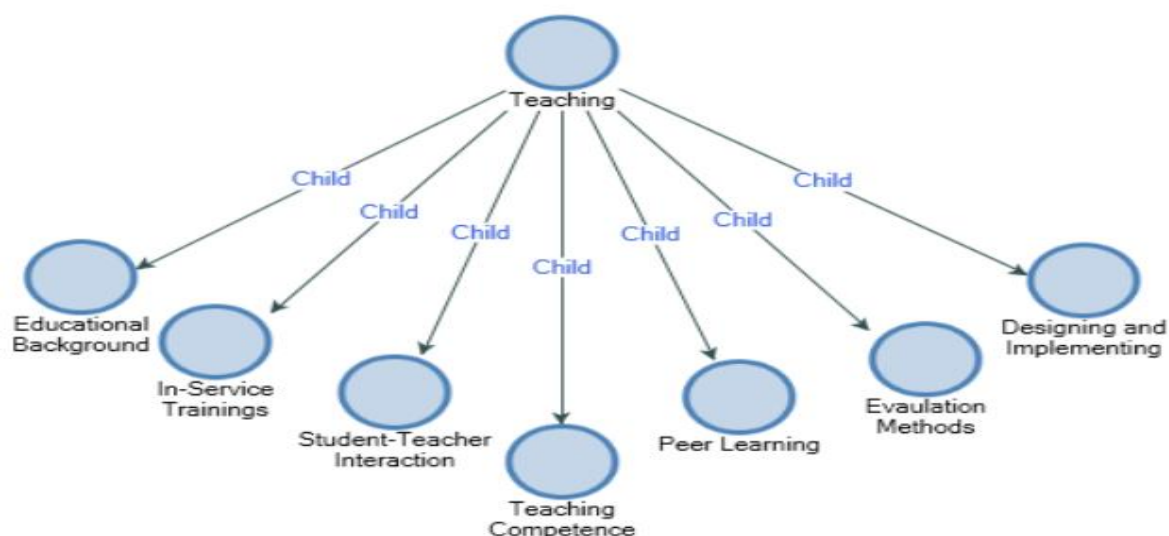 Teaching
Child
Child
Child
Child
Child
Child
Child
Educational
Background
In-Service
Trainings
Student-Teacher
Interaction
Teaching
Competence
Peer Learning
Evaulation
Methods
Designing and
Implementing